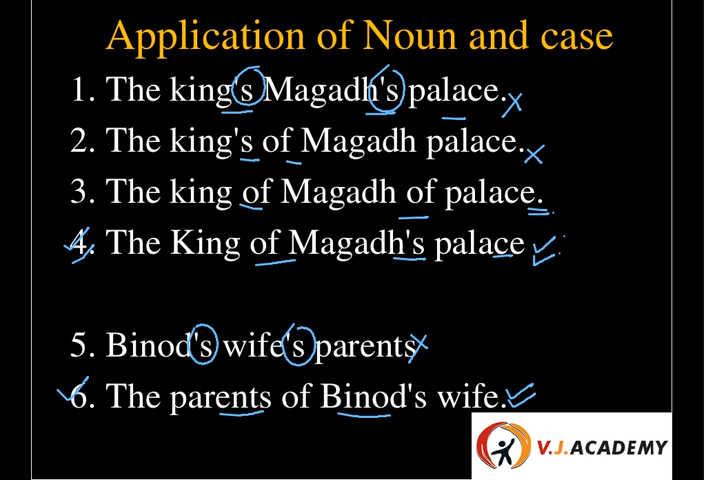 Application of Noun and case
1. The king's Magadh's palace.
2. The king's of Magadh palace.
3. The king of Magadh of palace.
4. The King of Magadh's palace
5. Binod's wife's parents
6. The parents of Binod's wife.
V.J.ACADEMY